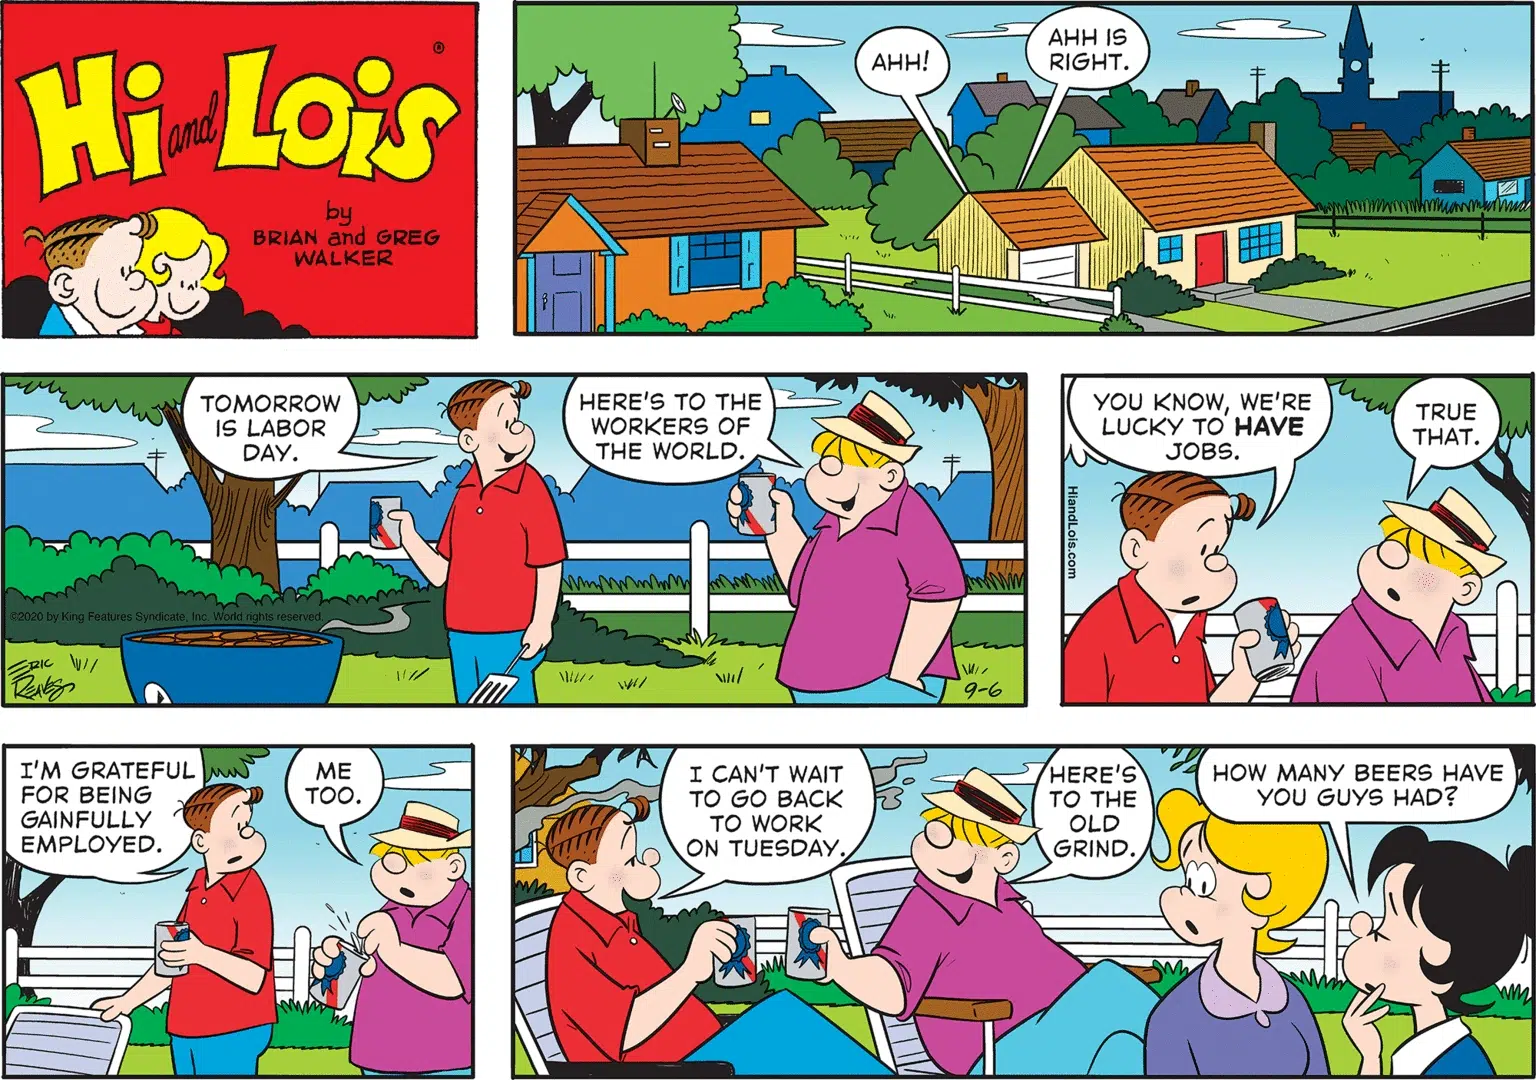 Hi and Lois
®
by
BRIAN and GREG
WALKER
AHH!
AHH IS
RIGHT.
TOMORROW
IS LABOR
DAY.
HERE'S TO THE
WORKERS OF
THE WORLD.
©2020 by King Features Syndicate, Inc. World rights reserved.
ERIC
REAVES
9-6
YOU KNOW, WE'RE
LUCKY TO HAVE
JOBS.
TRUE
THAT.
HiandLois.com
I'M GRATEFUL
FOR BEING
GAINFULLY
EMPLOYED.
ME
TOO.
I CAN'T WAIT
TO GO BACK
TO WORK
ON TUESDAY.
HERE'S
TO THE
OLD
GRIND.
HOW MANY BEERS HAVE
YOU GUYS HAD?